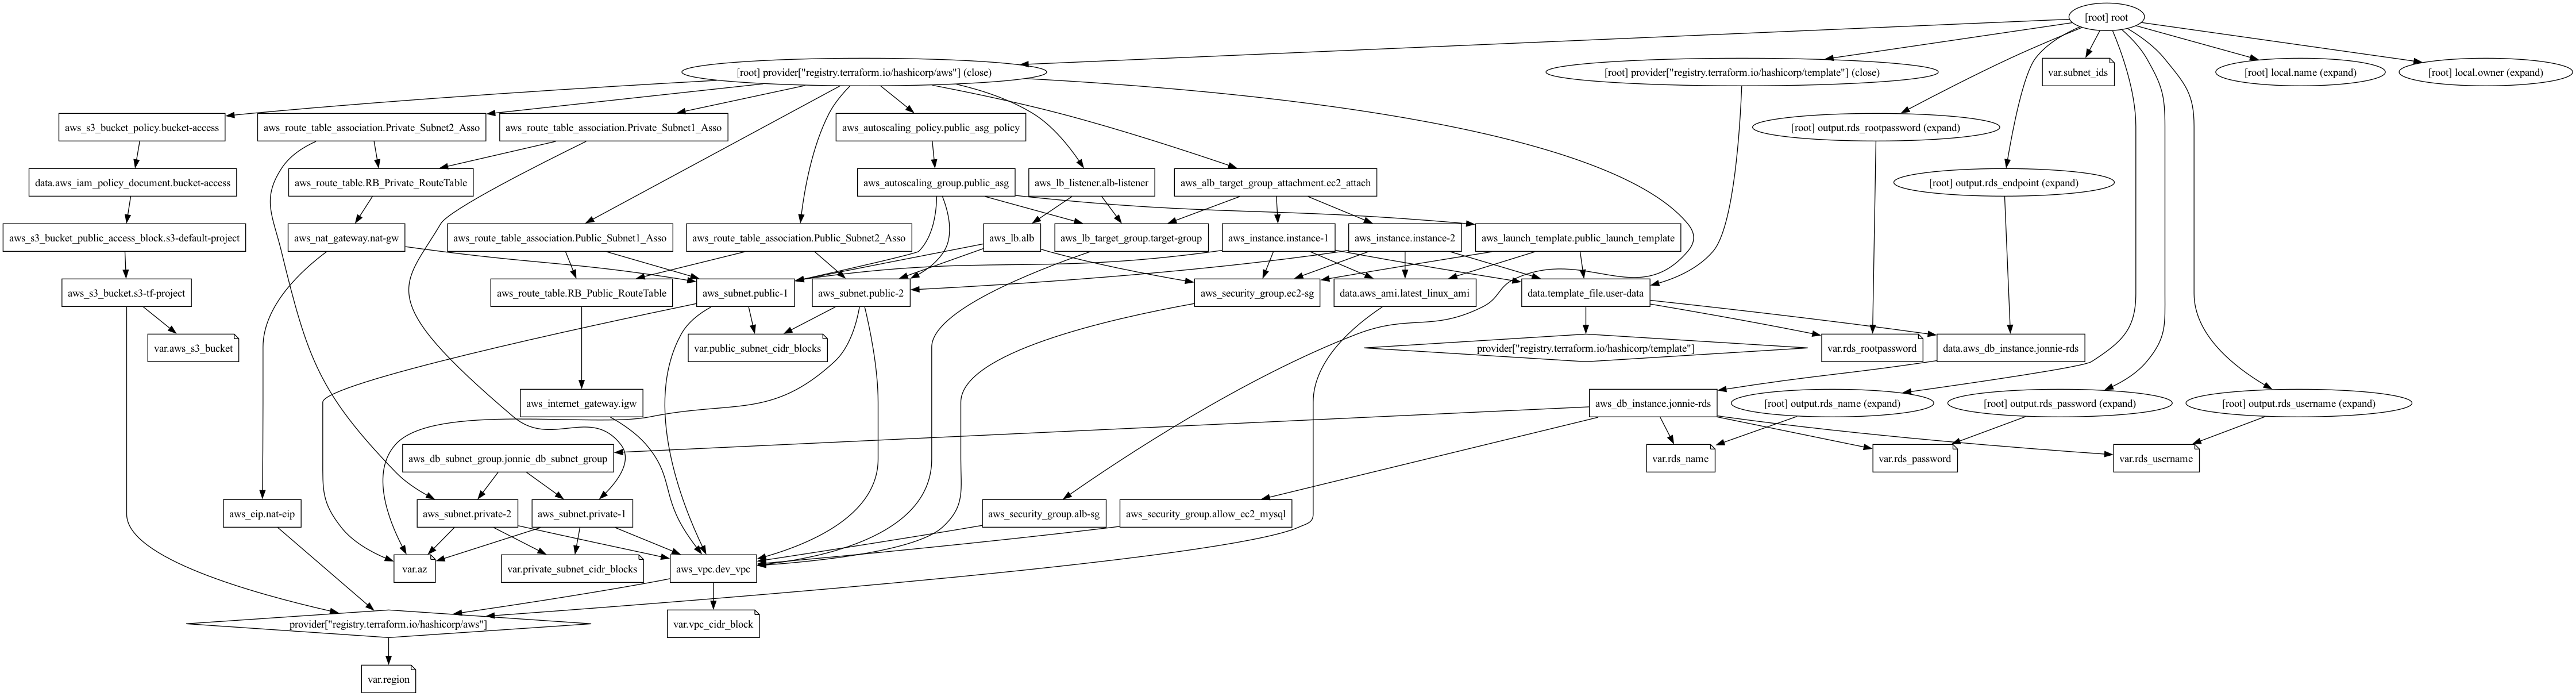 [root] root
[root] provider["registry.terraform.io/hashicorp/aws"] (close)
[root] provider["registry.terraform.io/hashicorp/template"] (close)
var.subnet_ids
[root] local.name (expand)
[root] local.owner (expand)
aws_s3_bucket_policy.bucket-access
aws_route_table_association.Private_Subnet2_Asso
aws_route_table_association.Private_Subnet1_Asso
aws_autoscaling_policy.public_asg_policy
[root] output.rds_rootpassword (expand)
data.aws_iam_policy_document.bucket-access
aws_route_table.RB_Private_RouteTable
aws_autoscaling_group.public_asg
aws_lb_listener.alb-listener
aws_alb_target_group_attachment.ec2_attach
[root] output.rds_endpoint (expand)
aws_s3_bucket_public_access_block.s3-default-project
aws_nat_gateway.nat-gw
aws_route_table_association.Public_Subnet1_Asso
aws_route_table_association.Public_Subnet2_Asso
aws_lb.alb
aws_lb_target_group.target-group
aws_instance.instance-1
aws_instance.instance-2
aws_launch_template.public_launch_template
aws_s3_bucket.s3-tf-project
aws_route_table.RB_Public_RouteTable
aws_subnet.public-1
aws_subnet.public-2
aws_security_group.ec2-sg
data.aws_ami.latest_linux_ami
data.template_file.user-data
var.aws_s3_bucket
var.public_subnet_cidr_blocks
provider["registry.terraform.io/hashicorp/template"]
var.rds_rootpassword
data.aws_db_instance.jonnie-rds
aws_internet_gateway.igw
aws_db_instance.jonnie-rds
[root] output.rds_name (expand)
[root] output.rds_password (expand)
[root] output.rds_username (expand)
aws_db_subnet_group.jonnie_db_subnet_group
var.rds_name
var.rds_password
var.rds_username
aws_eip.nat-eip
aws_subnet.private-2
aws_subnet.private-1
aws_security_group.alb-sg
aws_security_group.allow_ec2_mysql
var.az
var.private_subnet_cidr_blocks
aws_vpc.dev_vpc
provider["registry.terraform.io/hashicorp/aws"]
var.vpc_cidr_block
var.region